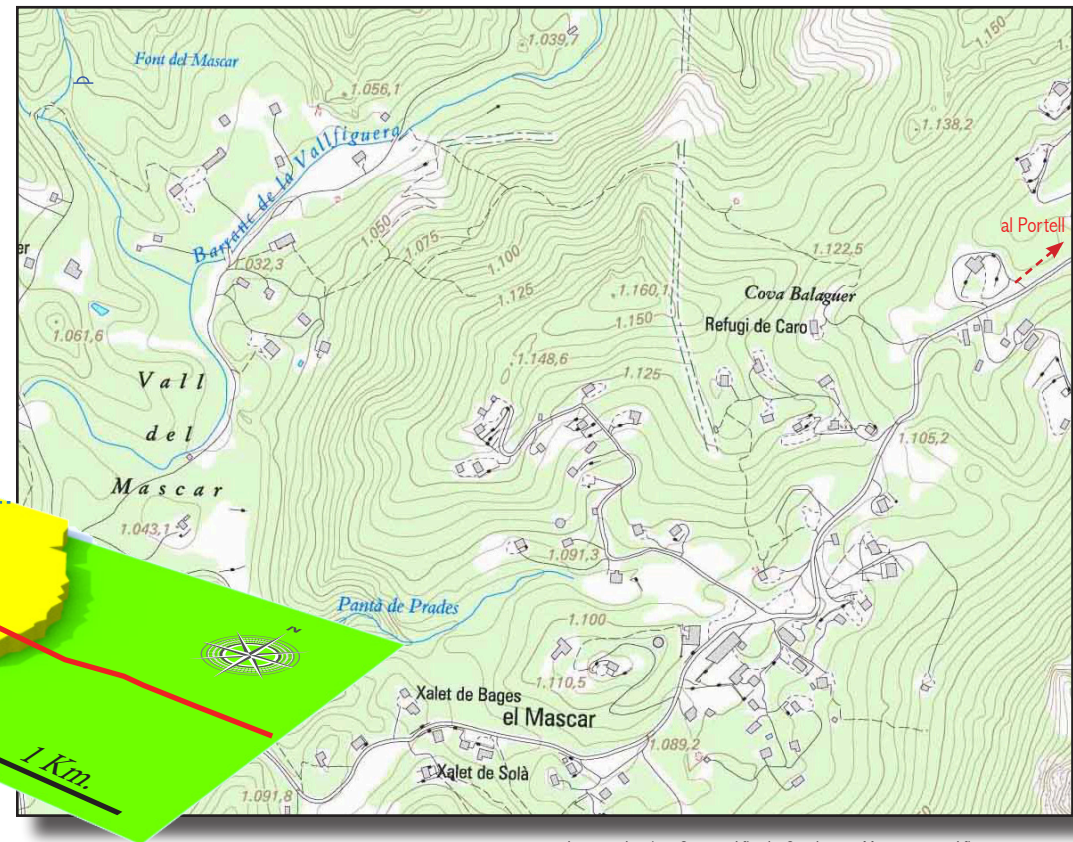 1.039,7
1.150
Font del Mascar
1.056,1
1.138,2
Barranc de la Vallfiguera
al Portell
1.050
1.075
1.100
1.122,5
1.032,3
er
1.125
1.160,1
Cova Balaguer
1.150
Refugi de Caro
1.061,6
1.148,6
1.125
Vall
del
Mascar
1.105,2
1.043,1
1.091,3
Pantà de Prades
1.100
N
1.110,5
Xalet de Bages
el Mascar
1.089,2
Xalet de Solà
1 Km.
1.091,8